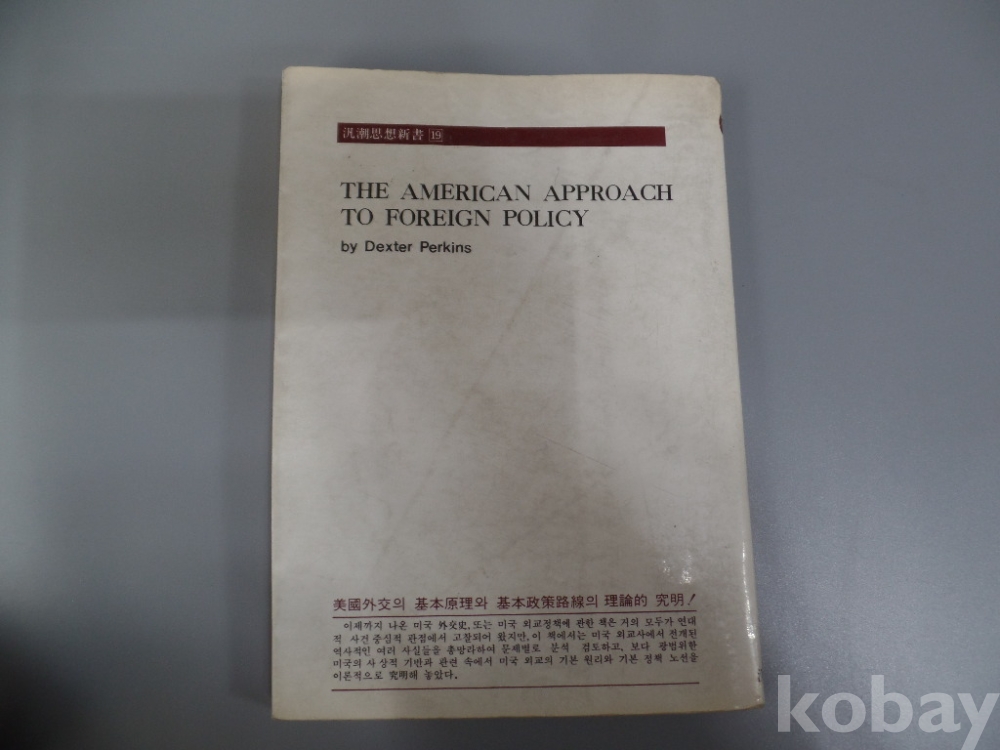 汎潮思想新書 19
THE AMERICAN APPROACH
TO FOREIGN POLICY
by Dexter Perkins
美國外交의 基本原理와 基本政策路線의 理論的 究明!
이제까지 나온 미국 外交史, 또는 미국 외교정책에 관한 책은 거의 모두가 연대
적 사건 중심적 관점에서 고찰되어 왔지만, 이 책에서는 미국 외교사에서 전개된
역사적인 여러 사실들을 총망라하여 문제별로 분석 검토하고, 보다 광범위한
미국의 사상적 기반과 관련 속에서 미국 외교의 기본 원리와 기본 정책 노선을
이론적으로 究明해 놓았다.
kobay